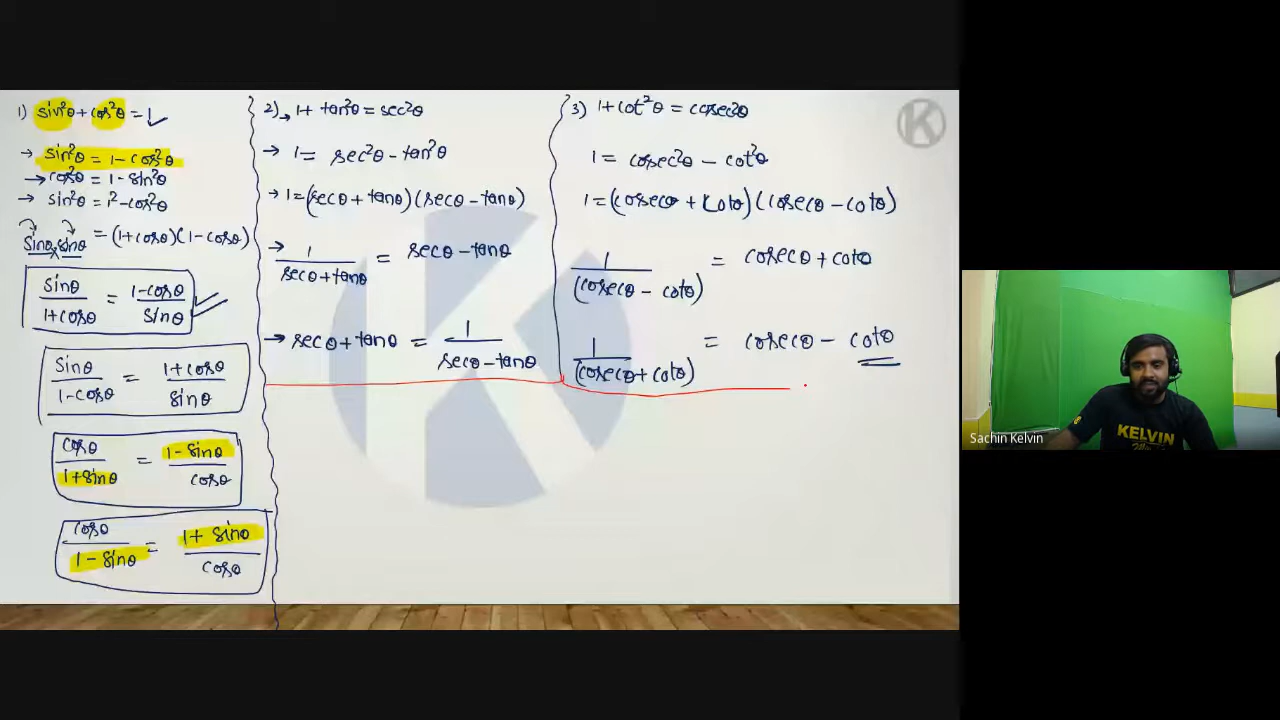 1) sin²θ + cos²θ = 1
→ sin²θ = 1 - cos²θ
→ cos²θ = 1 - sin²θ
→ sin²θ = 1² - cos²θ
sinθ × sinθ = (1+cosθ)(1-cosθ)
sinθ/1+cosθ = 1-cosθ/sinθ
sinθ/1-cosθ = 1+cosθ/sinθ
cosθ/1+sinθ = 1-sinθ/cosθ
cosθ/1-sinθ = 1+sinθ/cosθ
2) → 1+tan²θ = sec²θ
→ 1 = sec²θ - tan²θ
→ 1 = (secθ + tanθ)(secθ - tanθ)
→ 1/secθ+tanθ = secθ - tanθ
→ secθ + tanθ = 1/secθ - tanθ
3) 1+cot²θ = cosec²θ
1 = cosec²θ - cot²θ
1 = (cosecθ + cotθ)(cosecθ - cotθ)
1/(cosecθ - cotθ) = cosecθ + cotθ
1/(cosecθ + cotθ) = cosecθ - cotθ
K
KELVIN
Sachin Kelvin